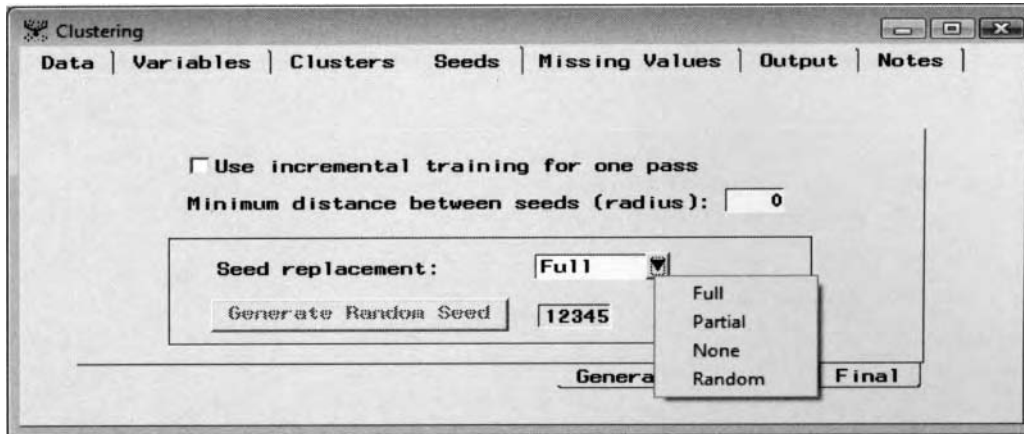 Clustering
Data Variables Clusters Seeds Missing Values Output Notes
Use incremental training for one pass
Minimum distance between seeds (radius): 0
Seed replacement: Full
Generate Random Seed 12345
Full
Partial
None
Random
Genera Final